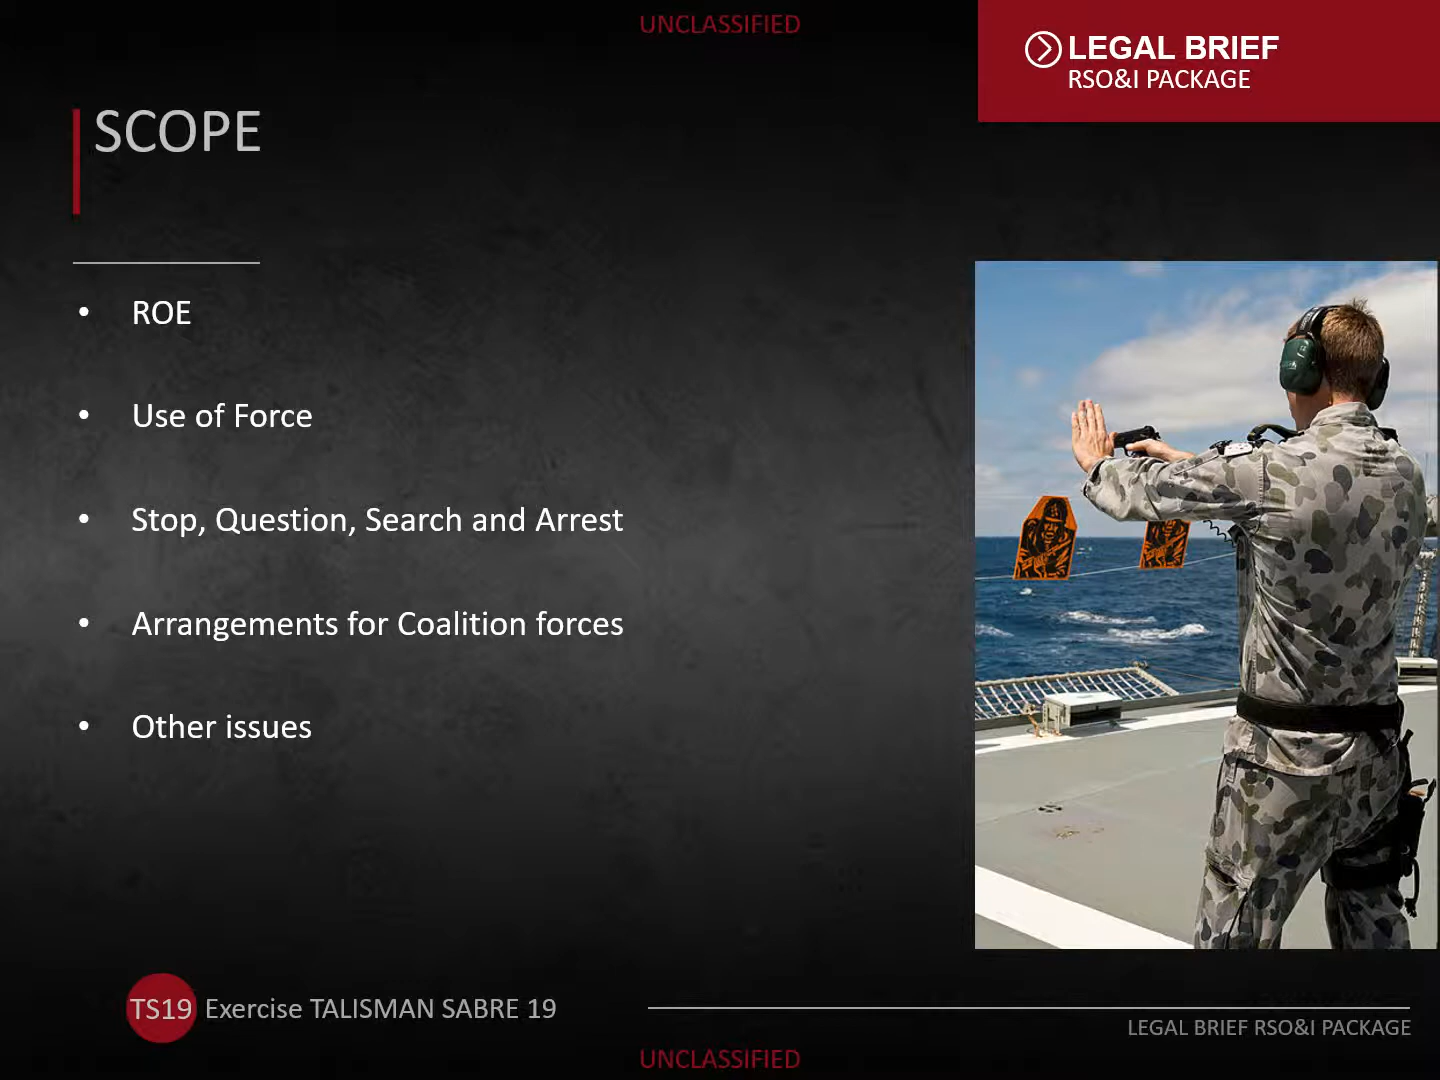 UNCLASSIFIED
LEGAL BRIEF
RSO&I PACKAGE
SCOPE
• ROE
• Use of Force
• Stop, Question, Search and Arrest
• Arrangements for Coalition forces
• Other issues
TS19 Exercise TALISMAN SABRE 19
LEGAL BRIEF RSO&I PACKAGE
UNCLASSIFIED